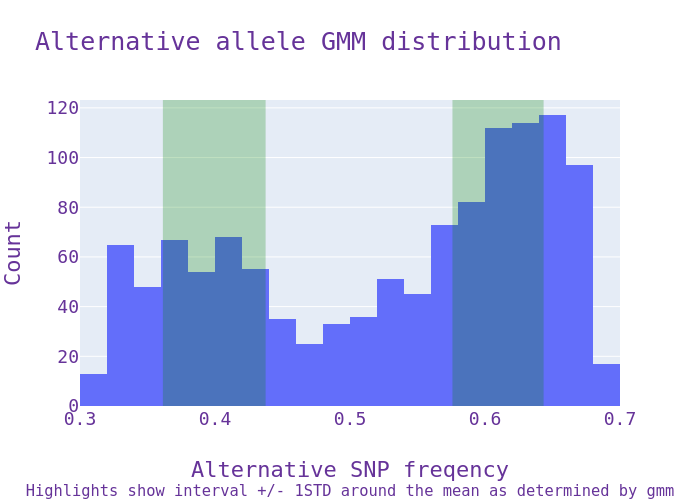 Alternative allele GMM distribution
120
100
80
60
40
20
0
Count
0.3 0.4 0.5 0.6 0.7
Alternative SNP freqency
Highlights show interval +/- 1STD around the mean as determined by gmm